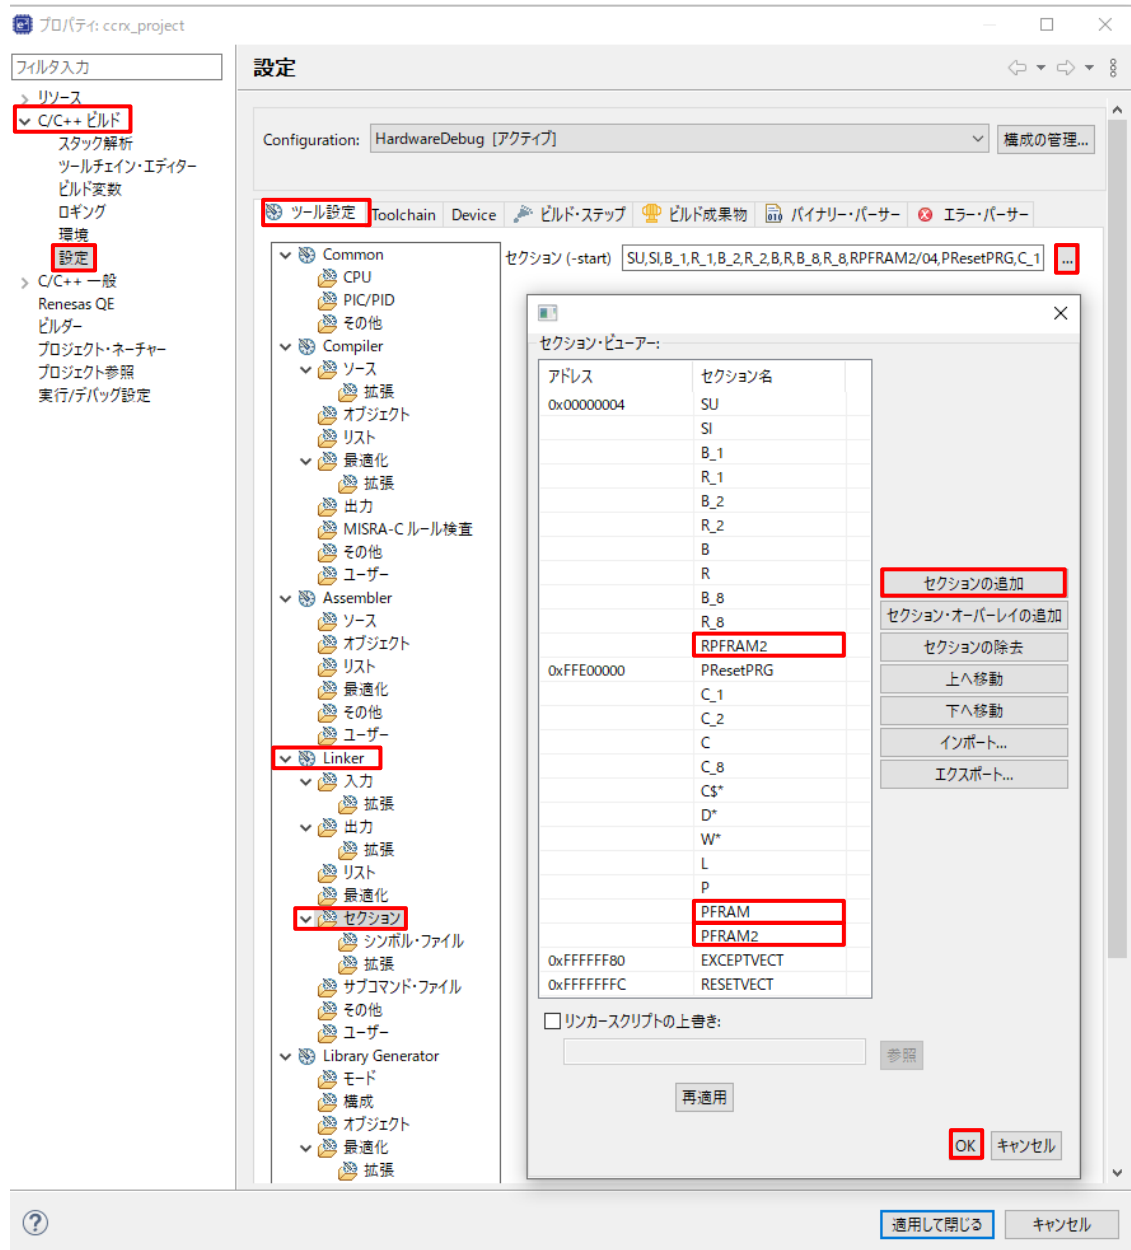 プロパティ: ccrx_project
フィルタ入力
リソース
C/C++ ビルド
スタック解析
ツールチェイン・エディター
ビルド変数
ロギング
環境
設定
C/C++ 一般
Renesas QE
ビルダー
プロジェクト・ネーチャー
プロジェクト参照
実行/デバッグ設定
設定
Configuration: HardwareDebug [アクティブ] 構成の管理...
ツール設定 Toolchain Device ビルド・ステップ ビルド成果物 バイナリー・パーサー エラー・パーサー
Common
CPU
PIC/PID
その他
Compiler
ソース
拡張
オブジェクト
リスト
最適化
拡張
出力
MISRA-C ルール検査
その他
ユーザー
Assembler
ソース
オブジェクト
リスト
最適化
その他
ユーザー
Linker
入力
拡張
出力
拡張
リスト
最適化
セクション
シンボル・ファイル
拡張
サブコマンド・ファイル
その他
ユーザー
Library Generator
モード
構成
オブジェクト
最適化
拡張
セクション (-start) SU,SI,B_1,R_1,B_2,R_2,B,R,B_8,R_8,RPFRAM2/04,PResetPRG,C_1 ...
セクション・ビューアー:
アドレス セクション名
0x00000004 SU
SI
B_1
R_1
B_2
R_2
B
R
B_8
R_8
RPFRAM2
0xFFE00000 PResetPRG
C_1
C_2
C
C_8
C$*
D*
W*
L
P
PFRAM
PFRAM2
0xFFFFFF80 EXCEPTVECT
0xFFFFFFFC RESETVECT
セクションの追加
セクション・オーバーレイの追加
セクションの除去
上へ移動
下へ移動
インポート...
エクスポート...
リンカースクリプトの上書き:
参照
再適用
OK キャンセル
適用して閉じる キャンセル